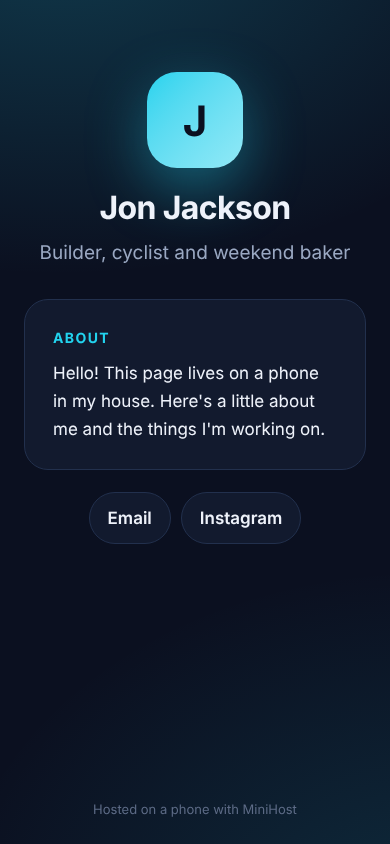 J
Jon Jackson
Builder, cyclist and weekend baker
ABOUT
Hello! This page lives on a phone
in my house. Here's a little about
me and the things I'm working on.
Email
Instagram
Hosted on a phone with MiniHost